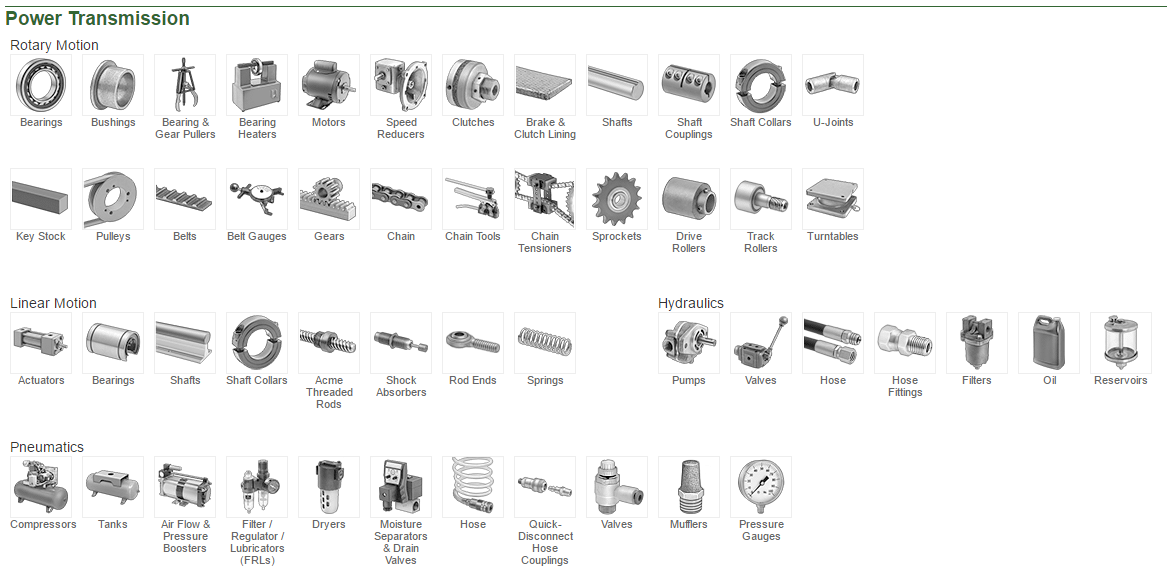 Power Transmission
Rotary Motion
Bearings
Bushings
Bearing &
Gear Pullers
Bearing
Heaters
Motors
Speed
Reducers
Clutches
Brake &
Clutch Lining
Shafts
Shaft
Couplings
Shaft Collars
U-Joints
Key Stock
Pulleys
Belts
Belt Gauges
Gears
Chain
Chain Tools
Chain
Tensioners
Sprockets
Drive
Rollers
Track
Rollers
Turntables
Linear Motion
Actuators
Bearings
Shafts
Shaft Collars
Acme
Threaded
Rods
Shock
Absorbers
Rod Ends
Springs
Hydraulics
Pumps
Valves
Hose
Hose
Fittings
Filters
Oil
Reservoirs
Pneumatics
Compressors
Tanks
Air Flow &
Pressure
Boosters
Filter /
Regulator /
Lubricators
(FRLs)
Dryers
Moisture
Separators
& Drain
Valves
Hose
Quick-
Disconnect
Hose
Couplings
Valves
Mufflers
Pressure
Gauges